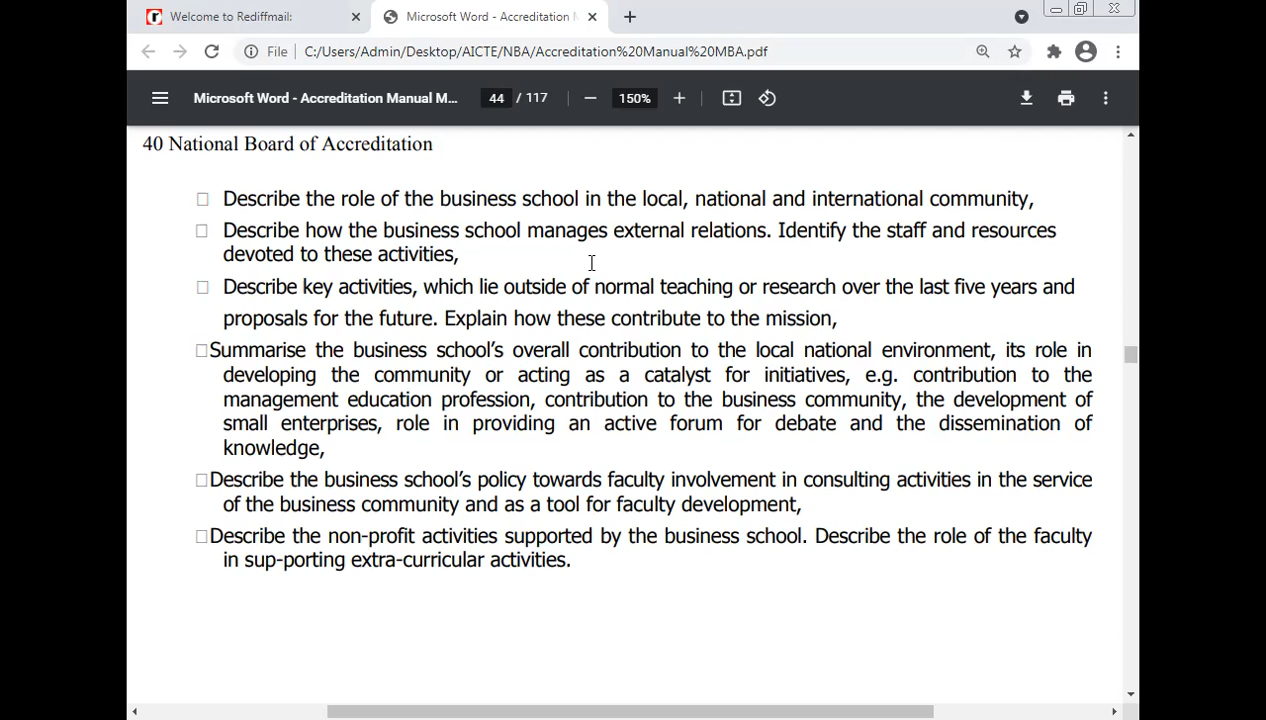 Welcome to Rediffmail:
Microsoft Word - Accreditation M
File
C:/Users/Admin/Desktop/AICTE/NBA/Accreditation%20Manual%20MBA.pdf
Microsoft Word - Accreditation Manual M...
44 / 117
150%
40 National Board of Accreditation
Describe the role of the business school in the local, national and international community,
Describe how the business school manages external relations. Identify the staff and resources
devoted to these activities,
Describe key activities, which lie outside of normal teaching or research over the last five years and
proposals for the future. Explain how these contribute to the mission,
Summarise the business school's overall contribution to the local national environment, its role in
developing the community or acting as a catalyst for initiatives, e.g. contribution to the
management education profession, contribution to the business community, the development of
small enterprises, role in providing an active forum for debate and the dissemination of
knowledge,
Describe the business school's policy towards faculty involvement in consulting activities in the service
of the business community and as a tool for faculty development,
Describe the non-profit activities supported by the business school. Describe the role of the faculty
in sup-porting extra-curricular activities.